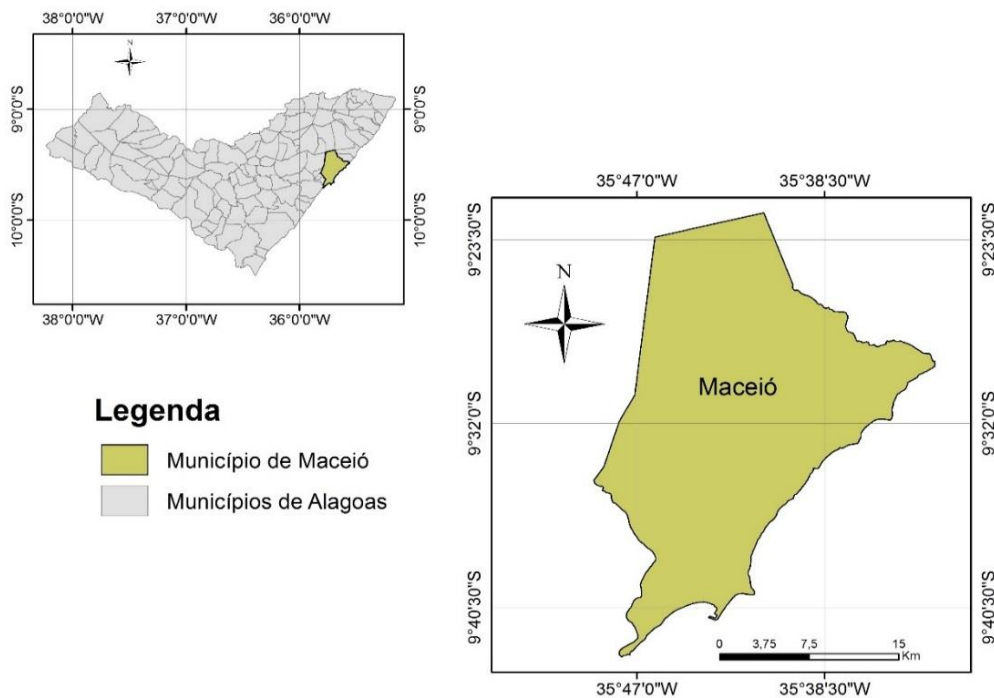 38°0'0"W 37°0'0"W 36°0'0"W
N
9°0'0"S 9°0'0"S
10°0'0"S 10°0'0"S
38°0'0"W 37°0'0"W 36°0'0"W
Legenda
Município de Maceió
Municípios de Alagoas
35°47'0"W 35°38'30"W
9°23'30"S 9°23'30"S
N
Maceió
9°32'0"S 9°32'0"S
9°40'30"S 9°40'30"S
0 3,75 7,5 15
Km
35°47'0"W 35°38'30"W